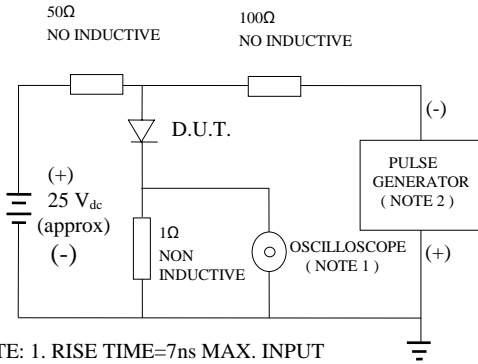 50Ω
NO INDUCTIVE
100Ω
NO INDUCTIVE
(-)
D.U.T.
PULSE
GENERATOR
( NOTE 2 )
(+)
25 Vdc
(approx)
(-)
1Ω
NON
INDUCTIVE
OSCILLOSCOPE
( NOTE 1 )
(+)
TE: 1. RISE TIME=7ns MAX. INPUT